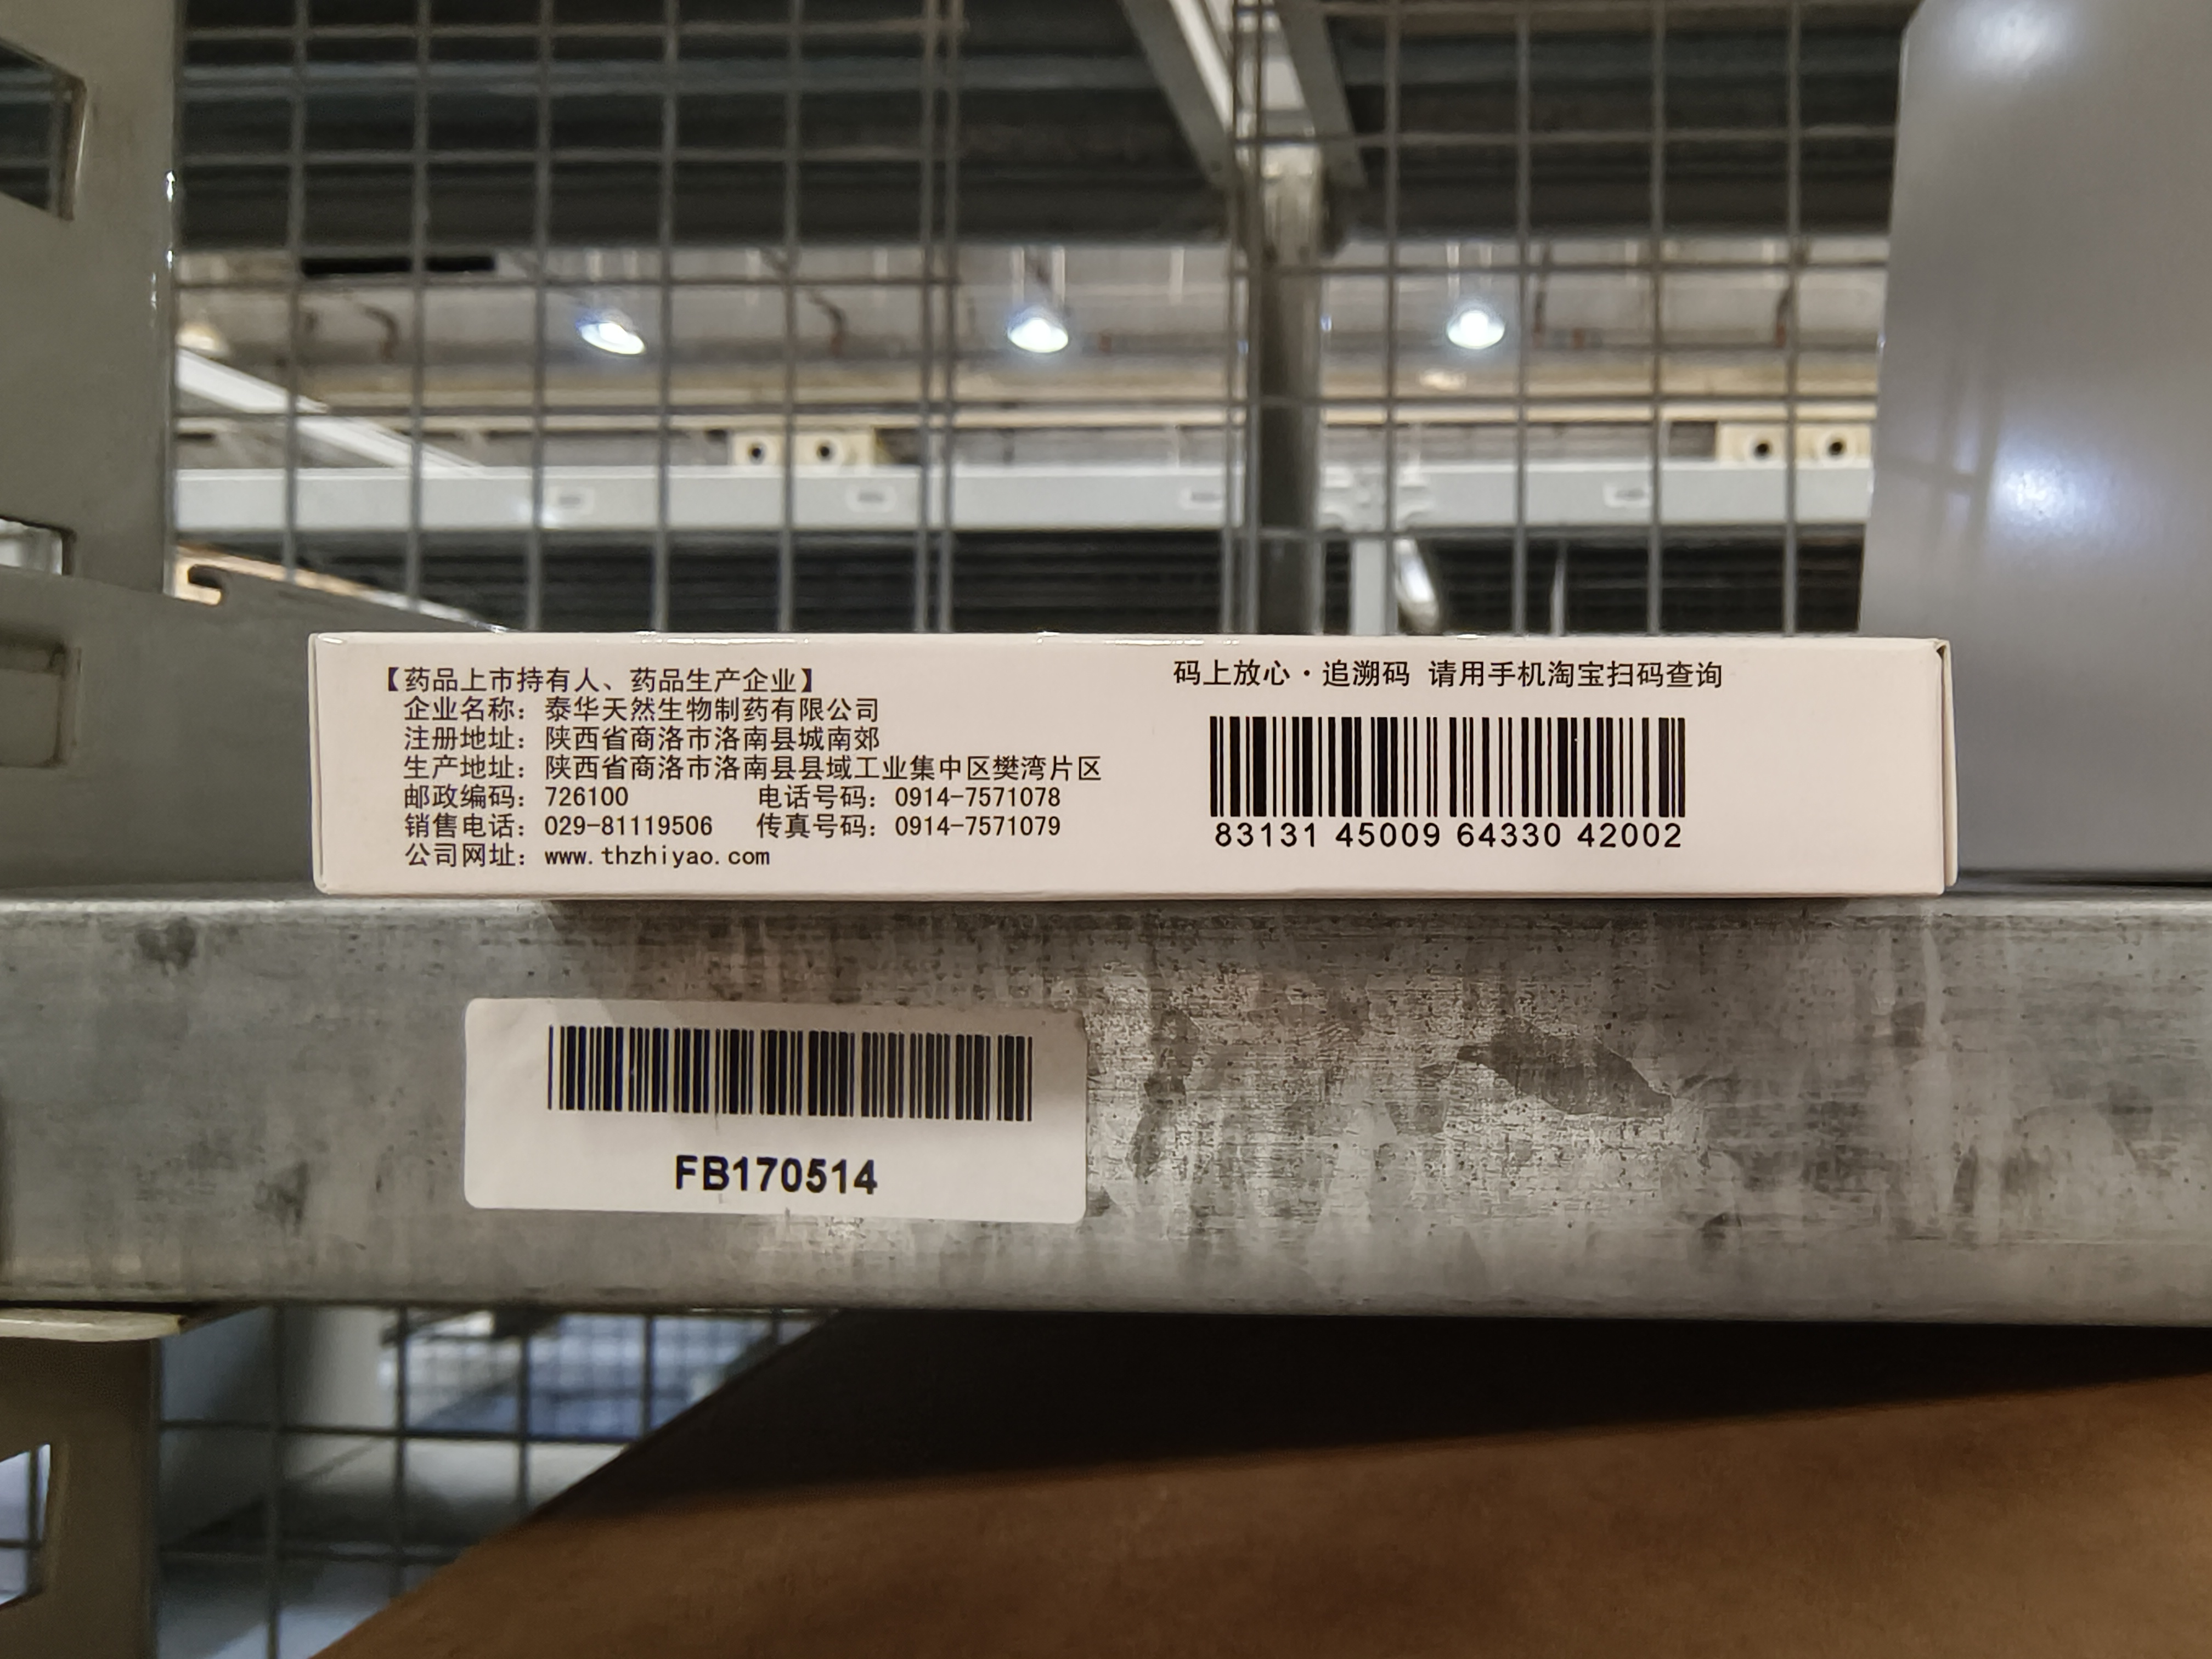 【药品上市持有人、药品生产企业】
企业名称：泰华天然生物制药有限公司
注册地址：陕西省商洛市洛南县城南郊
生产地址：陕西省商洛市洛南县县域工业集中区樊湾片区
邮政编码：726100 电话号码：0914-7571078
销售电话：029-81119506 传真号码：0914-7571079
公司网址：www.thzhiyao.com
码上放心·追溯码 请用手机淘宝扫码查询
83131 45009 64330 42002
FB170514